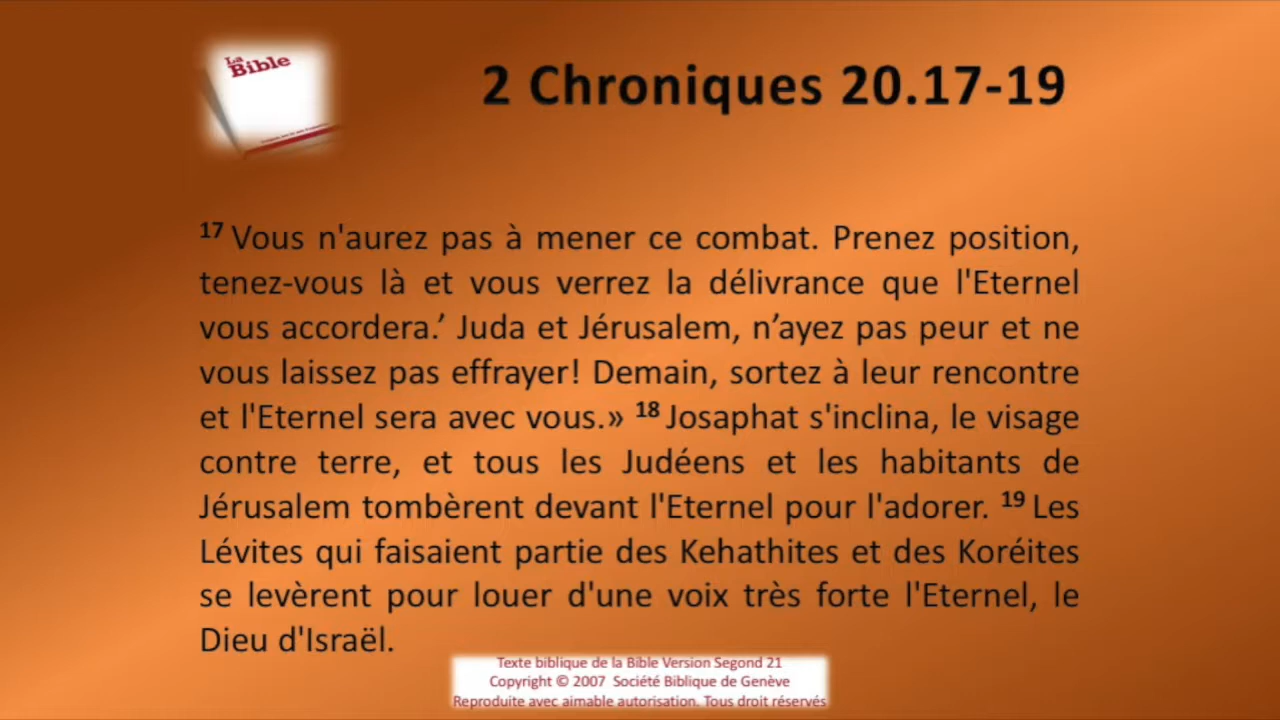 La
Bible
2 Chroniques 20.17-19
17 Vous n'aurez pas à mener ce combat. Prenez position,
tenez-vous là et vous verrez la délivrance que l'Eternel
vous accordera.’ Juda et Jérusalem, n’ayez pas peur et ne
vous laissez pas effrayer! Demain, sortez à leur rencontre
et l'Eternel sera avec vous.» 18 Josaphat s'inclina, le visage
contre terre, et tous les Judéens et les habitants de
Jérusalem tombèrent devant l'Eternel pour l'adorer. 19 Les
Lévites qui faisaient partie des Kehathites et des Koréites
se levèrent pour louer d'une voix très forte l'Eternel, le
Dieu d'Israël.
Texte biblique de la Bible Version Segond 21
Copyright © 2007 Société Biblique de Genève
Reproduite avec aimable autorisation. Tous droit réservés